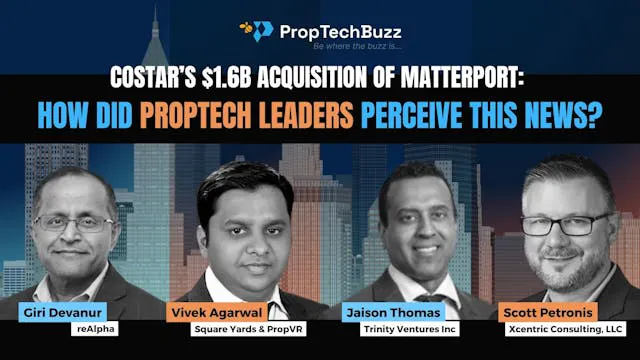 PropTechBuzz
Be where the buzz is...
COSTAR'S $1.6B ACQUISITION OF MATTERPORT:
HOW DID PROPTECH LEADERS PERCEIVE THIS NEWS?
Giri Devanur
reAlpha
Vivek Agarwal
Square Yards & PropVR
Jaison Thomas
Trinity Ventures Inc
Scott Petronis
Xcentric Consulting, LLC